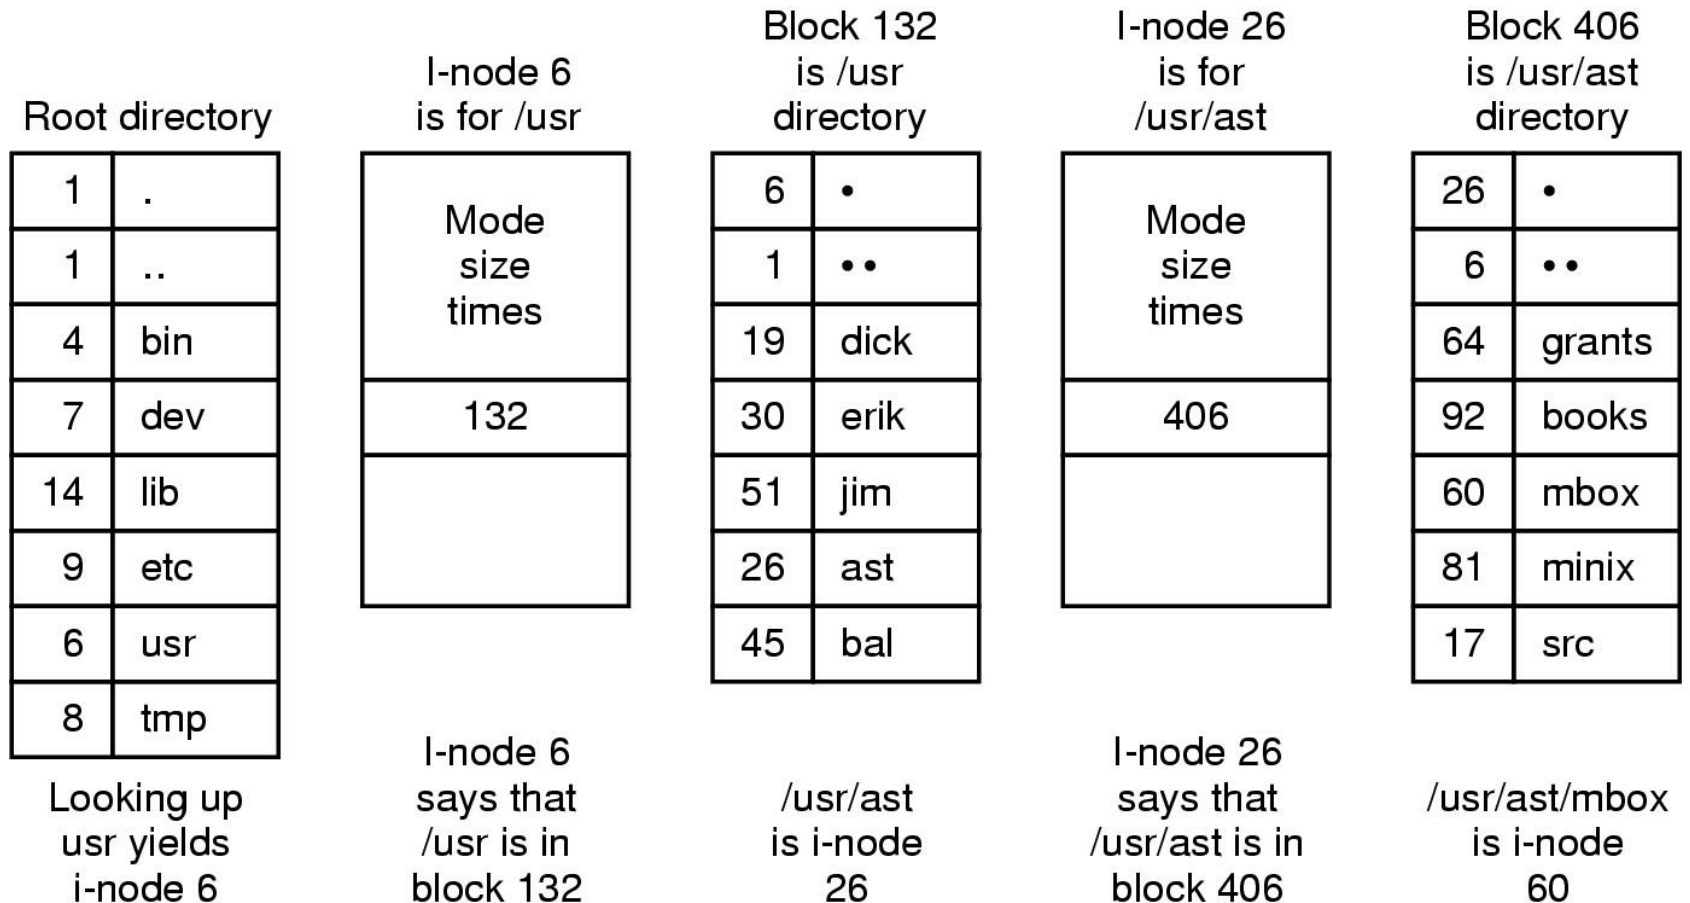 Root directory
1 .
1 ..
4 bin
7 dev
14 lib
9 etc
6 usr
8 tmp
Looking up
usr yields
i-node 6
I-node 6
is for /usr
Mode
size
times
132
I-node 6
says that
/usr is in
block 132
Block 132
is /usr
directory
6 •
1 ••
19 dick
30 erik
51 jim
26 ast
45 bal
/usr/ast
is i-node
26
I-node 26
is for
/usr/ast
Mode
size
times
406
I-node 26
says that
/usr/ast is in
block 406
Block 406
is /usr/ast
directory
26 •
6 ••
64 grants
92 books
60 mbox
81 minix
17 src
/usr/ast/mbox
is i-node
60